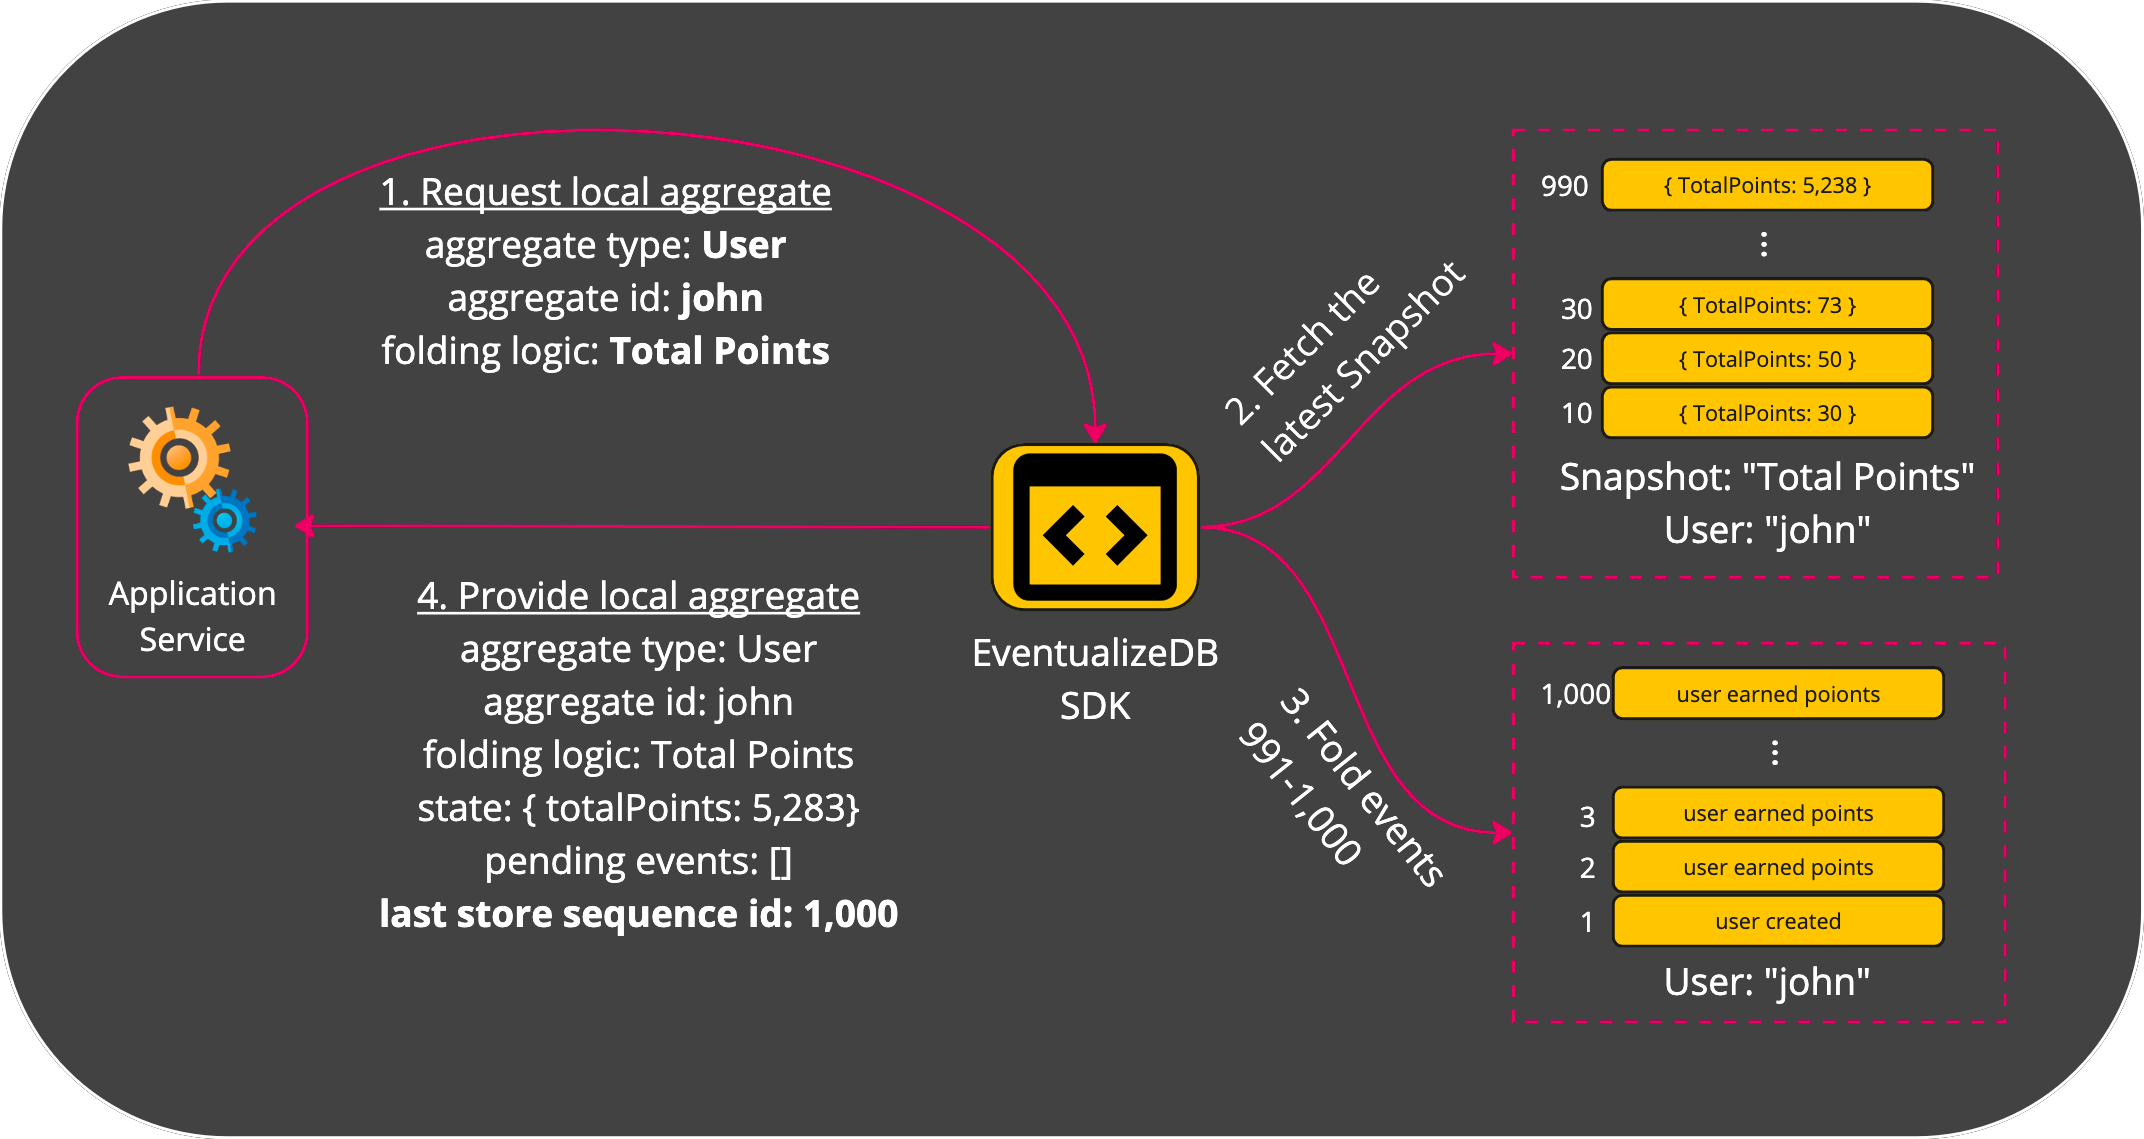 1. Request local aggregate
aggregate type: User
aggregate id: john
folding logic: Total Points
Application
Service
4. Provide local aggregate
aggregate type: User
aggregate id: john
folding logic: Total Points
state: { totalPoints: 5,283}
pending events: []
last store sequence id: 1,000
EventualizeDB
SDK
2. Fetch the
latest Snapshot
3. Fold events
991-1,000
990 { TotalPoints: 5,238 }
⋮
30 { TotalPoints: 73 }
20 { TotalPoints: 50 }
10 { TotalPoints: 30 }
Snapshot: "Total Points"
User: "john"
1,000 user earned poionts
⋮
3 user earned points
2 user earned points
1 user created
User: "john"